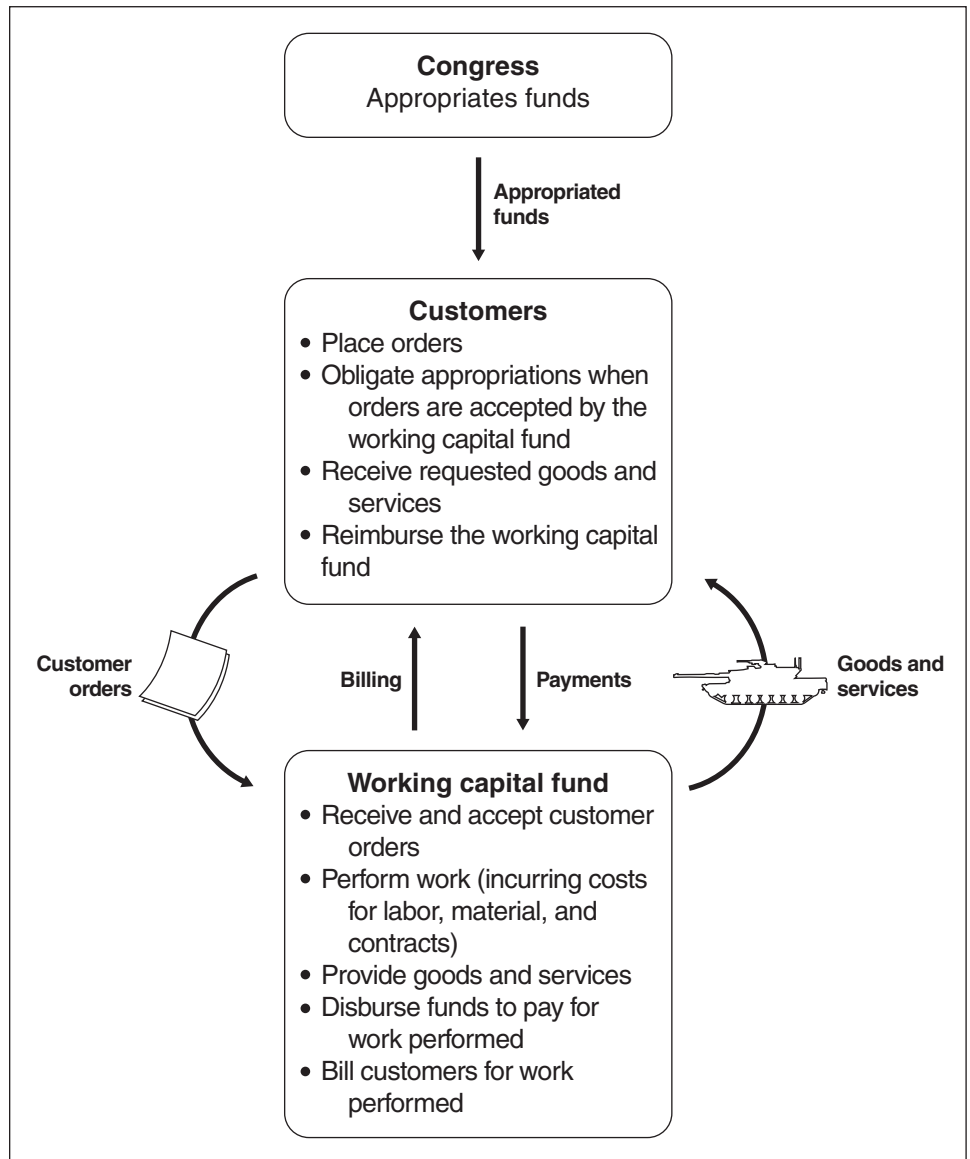 Congress
Appropriates funds
Appropriated
funds
Customers
• Place orders
• Obligate appropriations when
orders are accepted by the
working capital fund
• Receive requested goods and
services
• Reimburse the working capital
fund
Customer
orders
Billing
Payments
Goods and
services
Working capital fund
• Receive and accept customer
orders
• Perform work (incurring costs
for labor, material, and
contracts)
• Provide goods and services
• Disburse funds to pay for
work performed
• Bill customers for work
performed